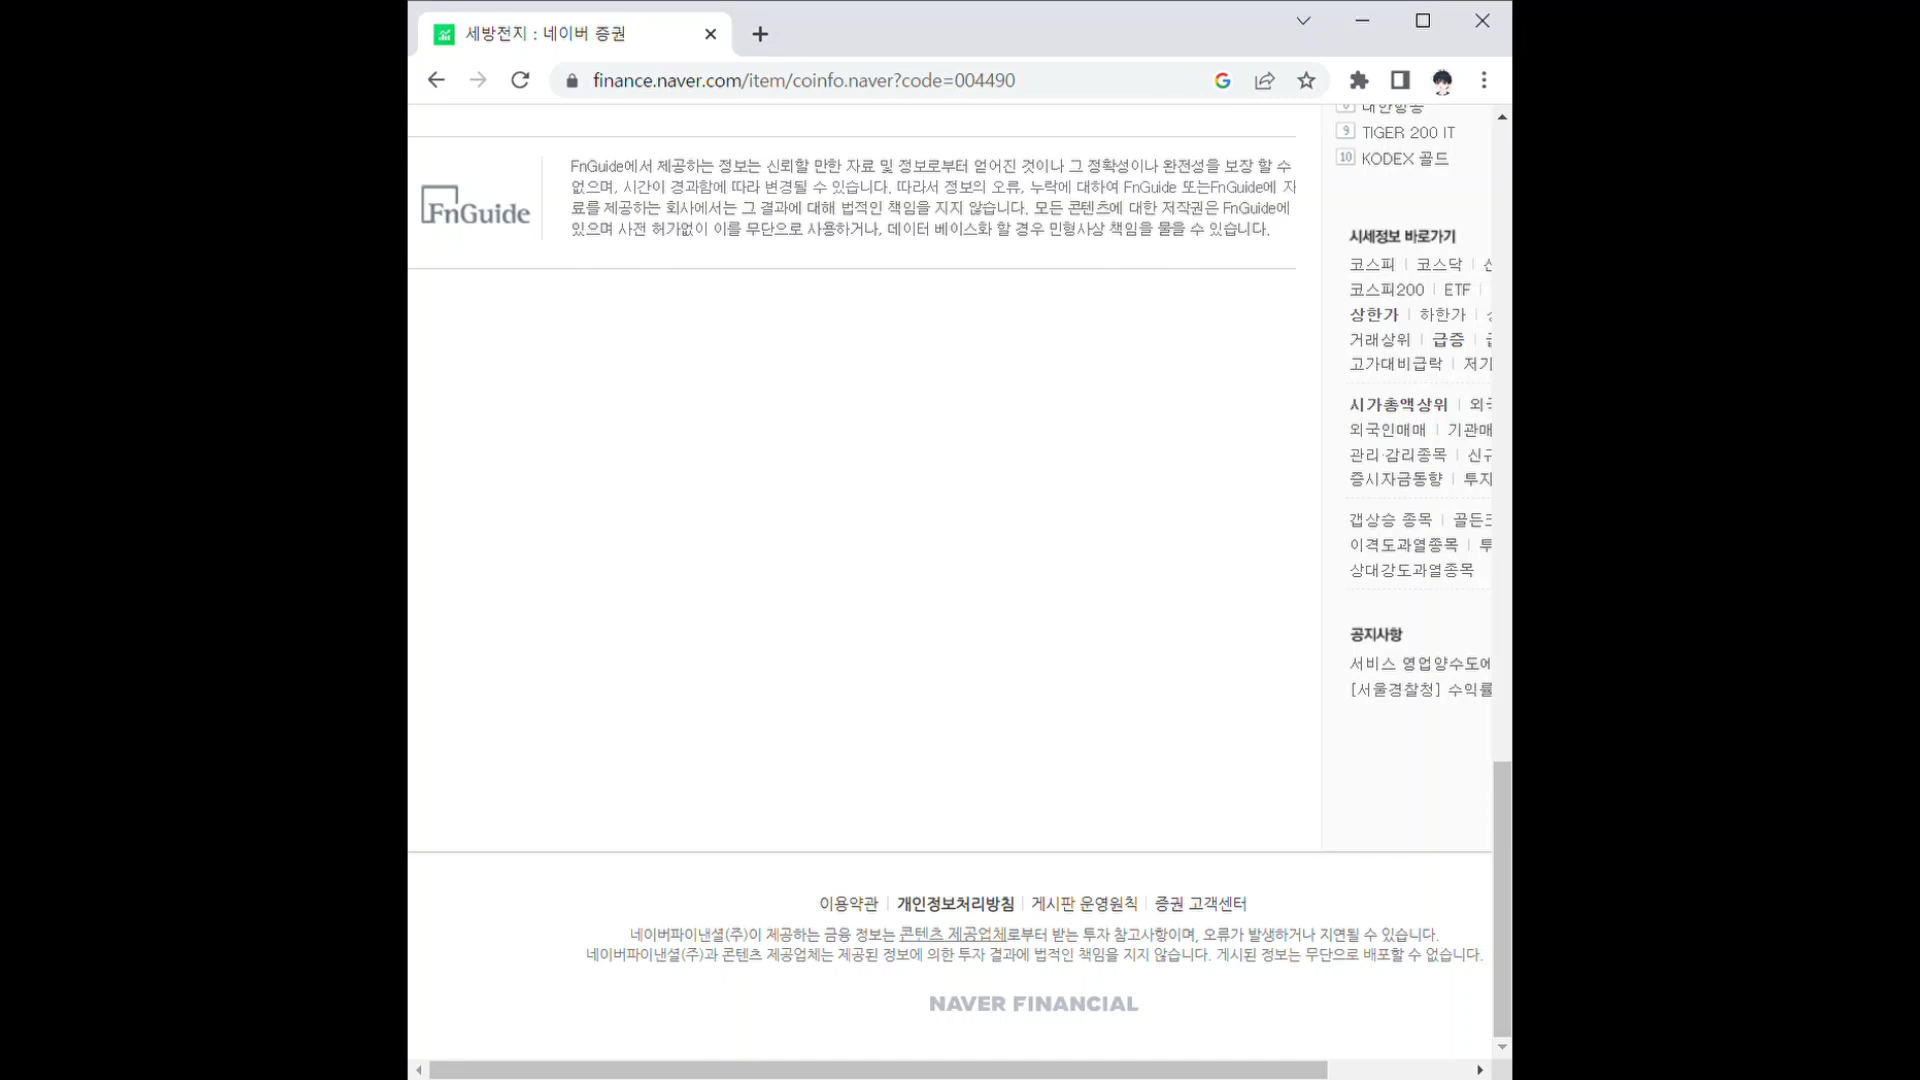 세방전지 : 네이버 증권
finance.naver.com/item/coinfo.naver?code=004490
9 TIGER 200 IT
10 KODEX 골드
FnGuide
FnGuide에서 제공하는 정보는 신뢰할 만한 자료 및 정보로부터 얻어진 것이나 그 정확성이나 완전성을 보장 할 수
없으며, 시간이 경과함에 따라 변경될 수 있습니다. 따라서 정보의 오류, 누락에 대하여 FnGuide 또는FnGuide에 자
료를 제공하는 회사에서는 그 결과에 대해 법적인 책임을 지지 않습니다. 모든 콘텐츠에 대한 저작권은 FnGuide에
있으며 사전 허가없이 이를 무단으로 사용하거나, 데이터 베이스화 할 경우 민형사상 책임을 물을 수 있습니다.
시세정보 바로가기
코스피 | 코스닥 |
코스피200 | ETF |
상한가 | 하한가 |
거래상위 | 급증 |
고가대비급락 |
시가총액상위 |
외국인매매 |
관리·감리종목 |
증시자금동향 |
갭상승 종목 |
이격도과열종목 |
상대강도과열종목
공지사항
서비스 영업양수도에
[서울경찰청] 수익률
이용약관 | 개인정보처리방침 | 게시판 운영원칙 | 증권 고객센터
네이버파이낸셜(주)이 제공하는 금융 정보는 콘텐츠 제공업체로부터 받는 투자 참고사항이며, 오류가 발생하거나 지연될 수 있습니다.
네이버파이낸셜(주)과 콘텐츠 제공업체는 제공된 정보에 의한 투자 결과에 법적인 책임을 지지 않습니다. 게시된 정보는 무단으로 배포할 수 없습니다.
NAVER FINANCIAL